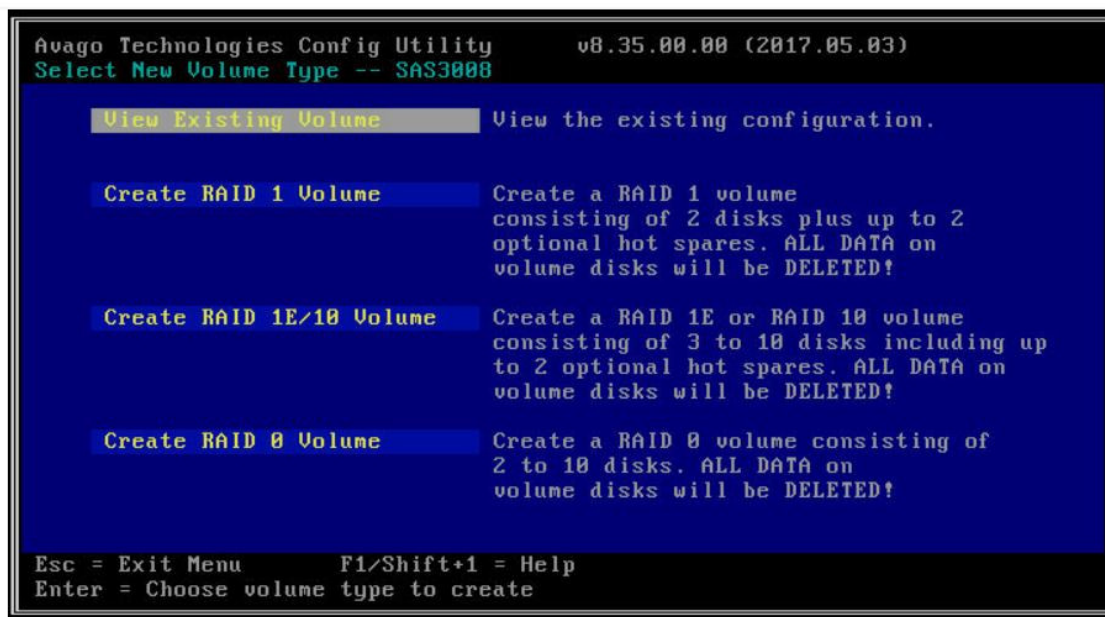 Avago Technologies Config Utility v8.35.00.00 (2017.05.03)
Select New Volume Type -- SAS3008
View Existing Volume View the existing configuration.
Create RAID 1 Volume Create a RAID 1 volume
consisting of 2 disks plus up to 2
optional hot spares. ALL DATA on
volume disks will be DELETED!
Create RAID 1E/10 Volume Create a RAID 1E or RAID 10 volume
consisting of 3 to 10 disks including up
to 2 optional hot spares. ALL DATA on
volume disks will be DELETED!
Create RAID 0 Volume Create a RAID 0 volume consisting of
2 to 10 disks. ALL DATA on
volume disks will be DELETED!
Esc = Exit Menu F1/Shift+1 = Help
Enter = Choose volume type to create